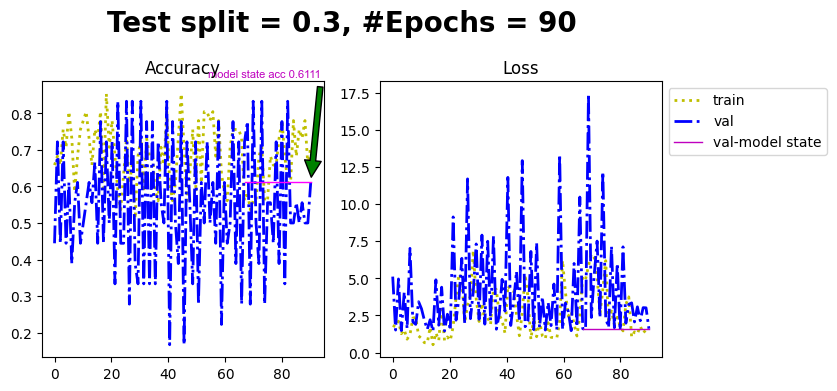 Test split = 0.3, #Epochs = 90
Accuracy
model state acc 0.6111
0.8
0.7
0.6
0.5
0.4
0.3
0.2
0 20 40 60 80
Loss
17.5
15.0
12.5
10.0
7.5
5.0
2.5
0.0
0 20 40 60 80
train
val
val-model state